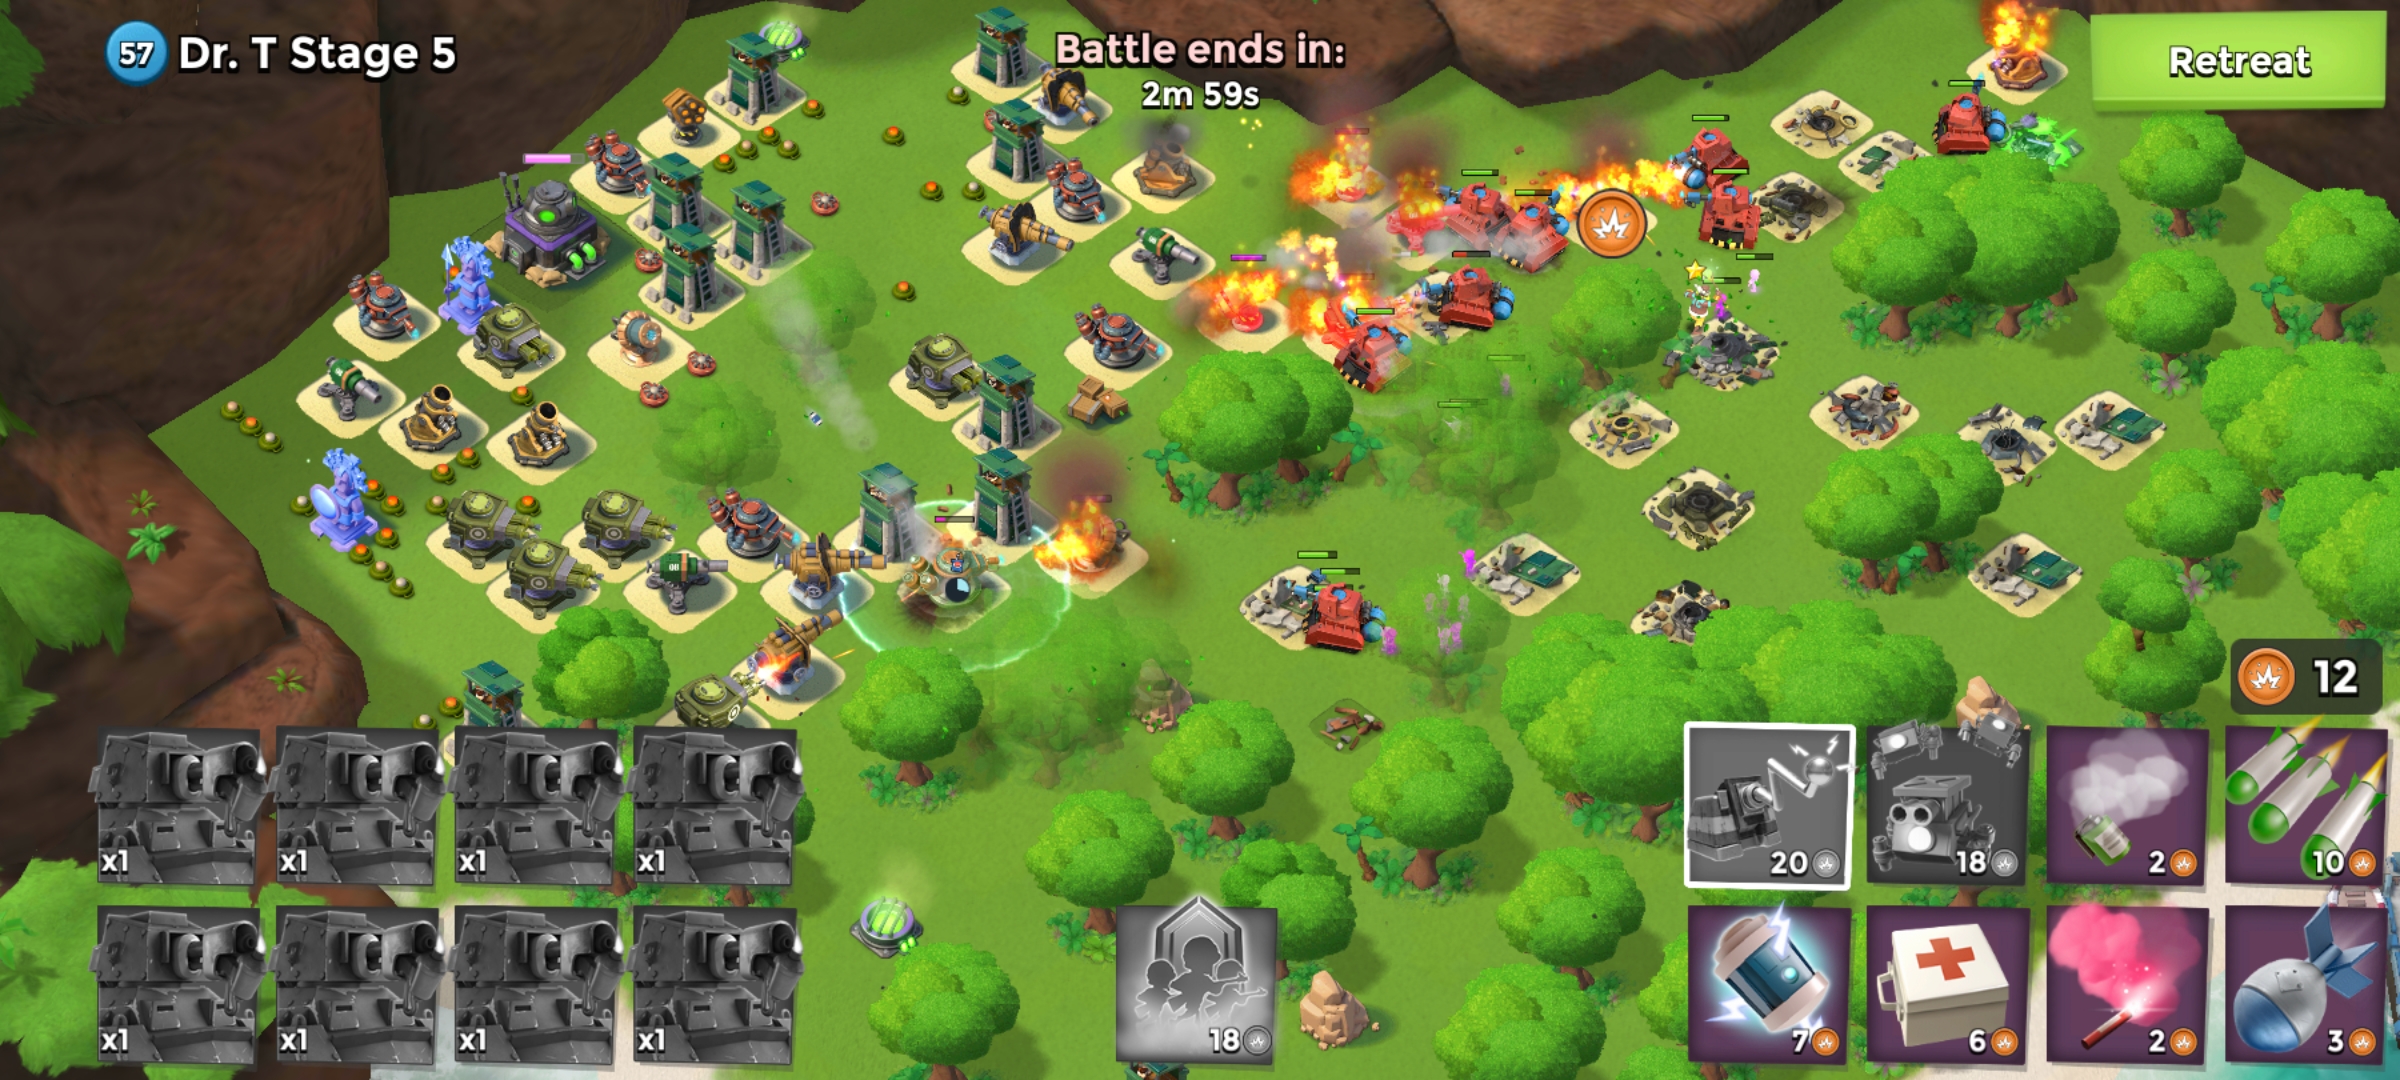 57 Dr. T Stage 5
Battle ends in:
2m 59s
Retreat
12
x1 x1 x1 x1
20 18 2 10
x1 x1 x1 x1
18
7 6 2 3